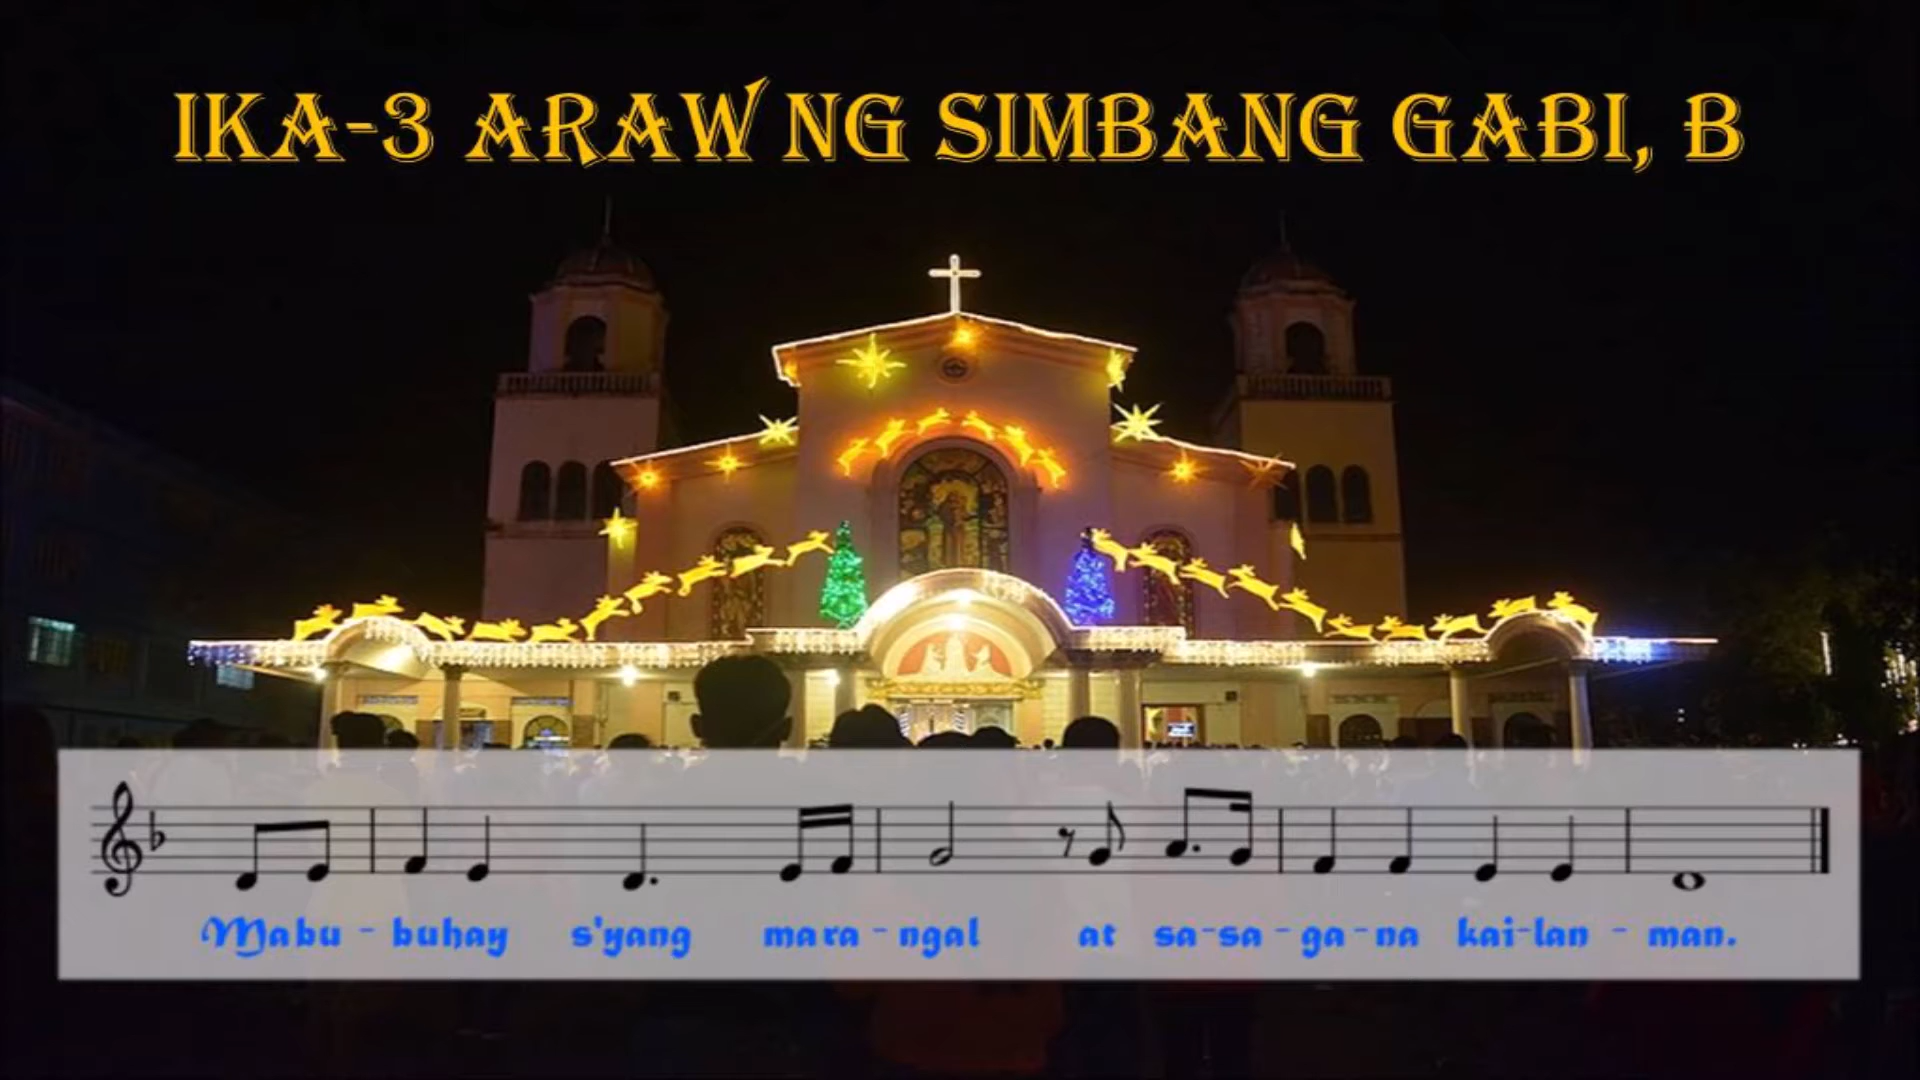 IKA-3 ARAW NG SIMBANG GABI, B
Mabu - buhay s'yang mara - ngal at sa-sa - ga - na kai-lan - man.